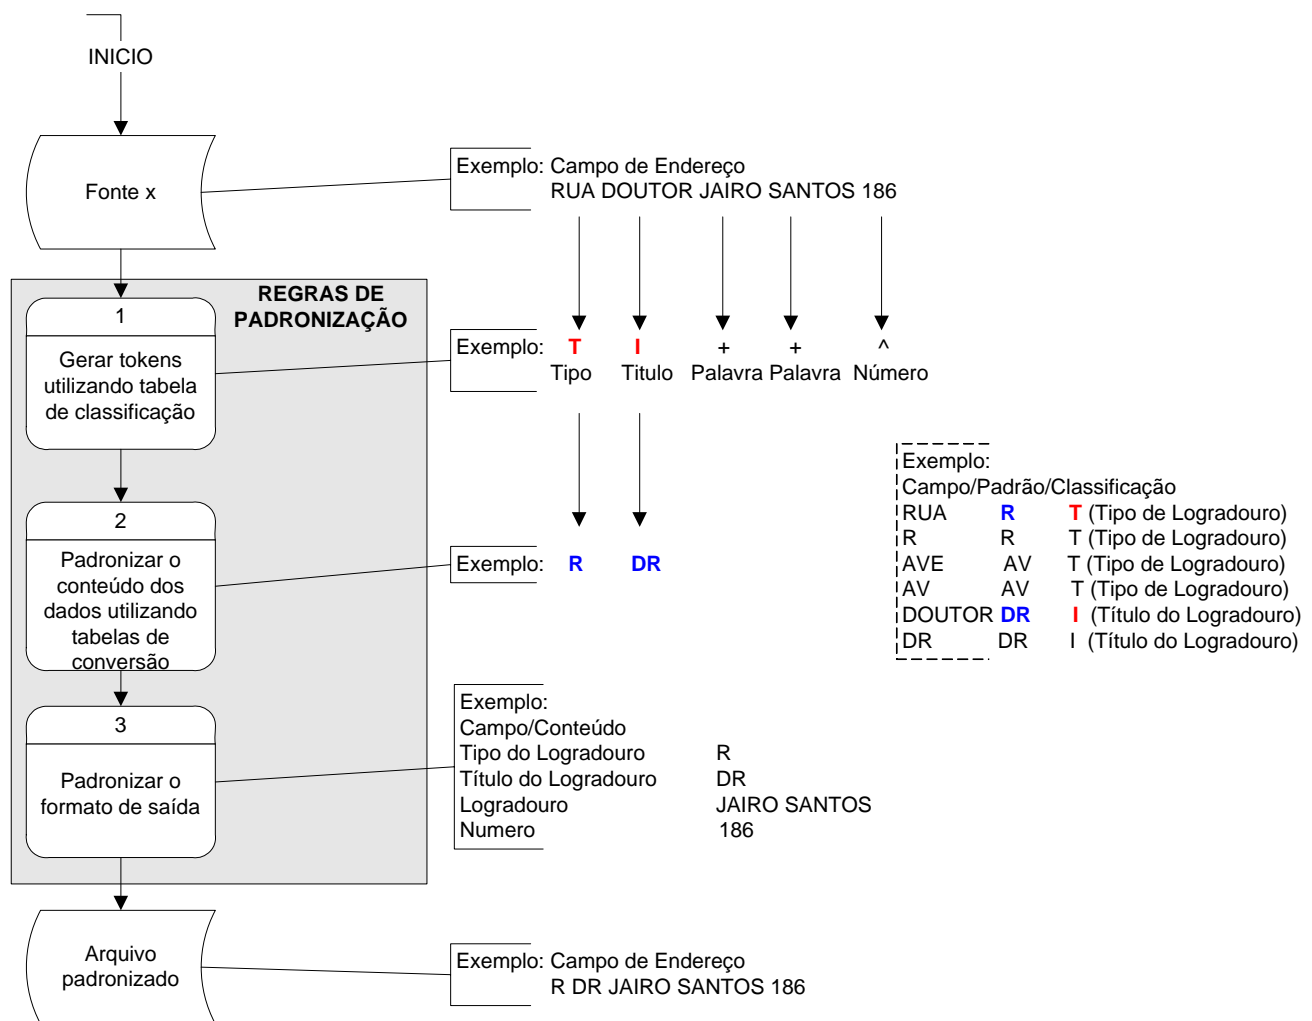 INICIO
Fonte x
Exemplo: Campo de Endereço
RUA DOUTOR JAIRO SANTOS 186
REGRAS DE
PADRONIZAÇÃO
1
Gerar tokens
utilizando tabela
de classificação
Exemplo: T I + + ^
Tipo Titulo Palavra Palavra Número
2
Padronizar o
conteúdo dos
dados utilizando
tabelas de
conversão
Exemplo: R DR
Exemplo:
Campo/Padrão/Classificação
RUA R T (Tipo de Logradouro)
R R T (Tipo de Logradouro)
AVE AV T (Tipo de Logradouro)
AV AV T (Tipo de Logradouro)
DOUTOR DR I (Título do Logradouro)
DR DR I (Título do Logradouro)
3
Padronizar o
formato de saída
Exemplo:
Campo/Conteúdo
Tipo do Logradouro R
Título do Logradouro DR
Logradouro JAIRO SANTOS
Numero 186
Arquivo
padronizado
Exemplo: Campo de Endereço
R DR JAIRO SANTOS 186